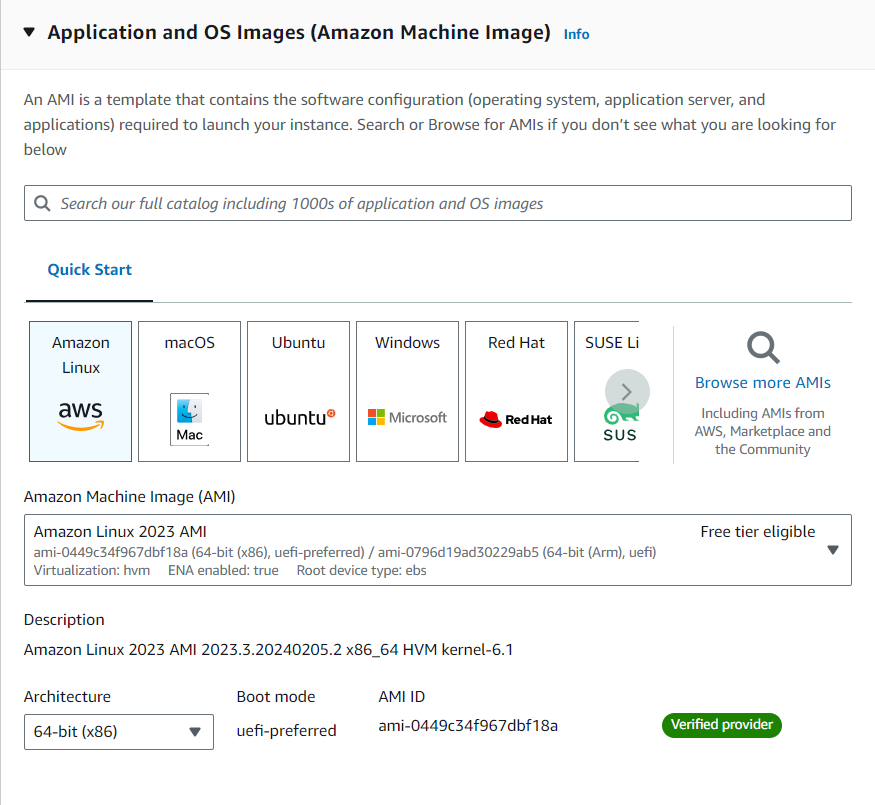 Application and OS Images (Amazon Machine Image) Info
An AMI is a template that contains the software configuration (operating system, application server, and
applications) required to launch your instance. Search or Browse for AMIs if you don’t see what you are looking for
below
Search our full catalog including 1000s of application and OS images
Quick Start
Amazon
Linux
aws
macOS
Mac
Ubuntu
ubuntu
Windows
Microsoft
Red Hat
Red Hat
SUSE Li
SUS
Browse more AMIs
Including AMIs from
AWS, Marketplace and
the Community
Amazon Machine Image (AMI)
Amazon Linux 2023 AMI Free tier eligible
ami-0449c34f967dbf18a (64-bit (x86), uefi-preferred) / ami-0796d19ad30229ab5 (64-bit (Arm), uefi)
Virtualization: hvm ENA enabled: true Root device type: ebs
Description
Amazon Linux 2023 AMI 2023.3.20240205.2 x86_64 HVM kernel-6.1
Architecture Boot mode AMI ID
64-bit (x86) uefi-preferred ami-0449c34f967dbf18a Verified provider